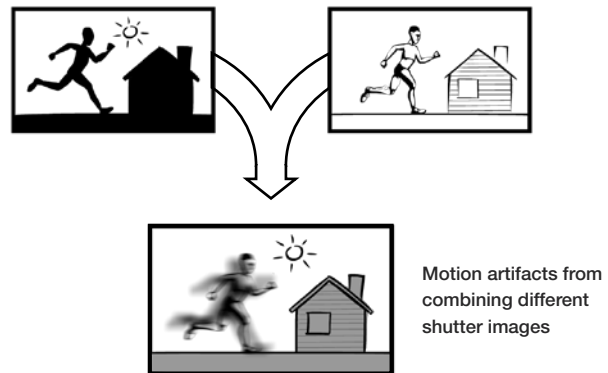 Motion artifacts from
combining different
shutter images